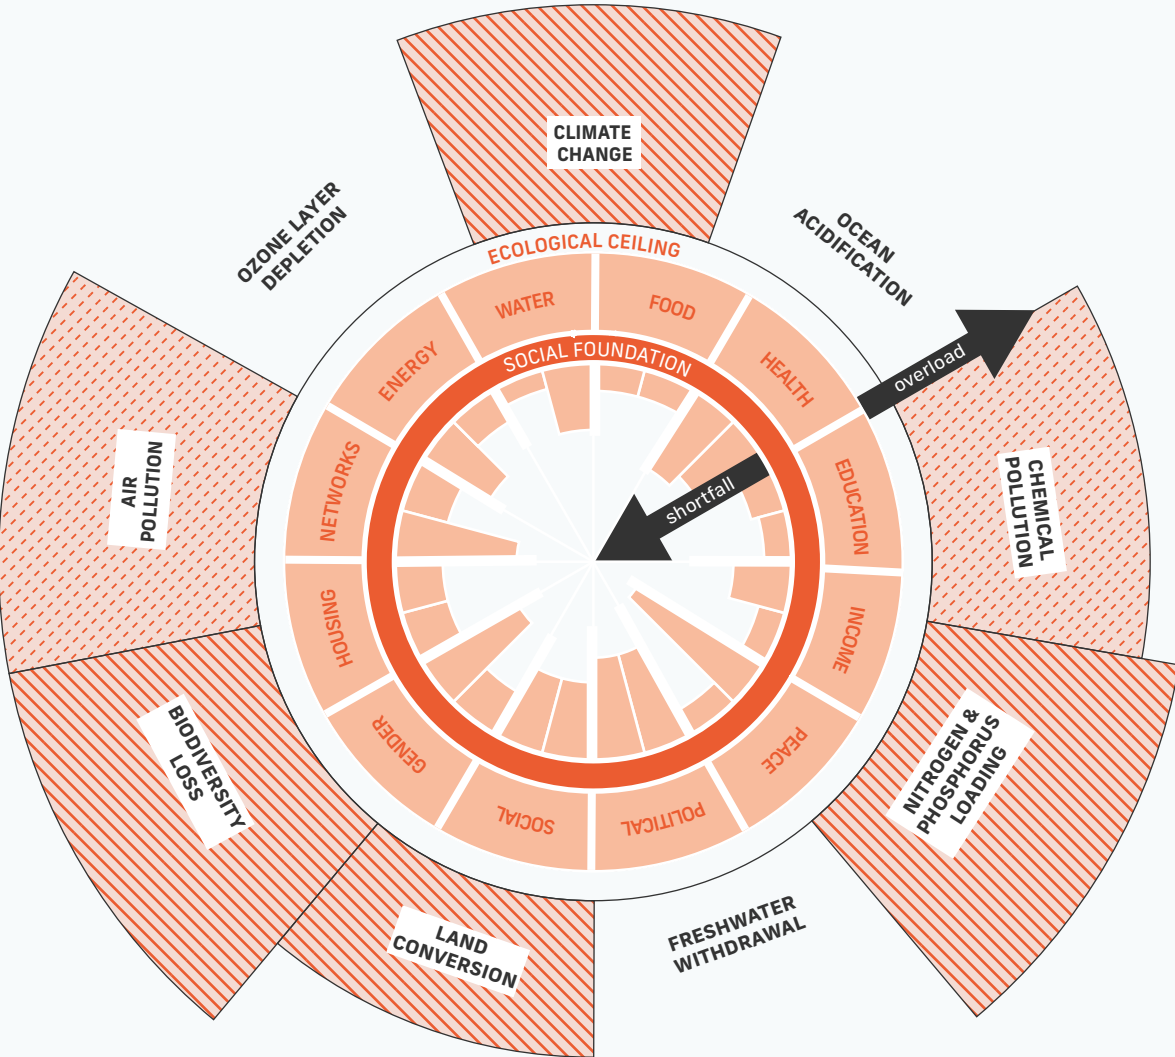 CLIMATE
CHANGE
OZONE LAYER
DEPLETION
OCEAN
ACIDIFICATION
ECOLOGICAL CEILING
WATER
FOOD
ENERGY
HEALTH
SOCIAL FOUNDATION
overload
shortfall
NETWORKS
EDUCATION
AIR
POLLUTION
CHEMICAL
POLLUTION
HOUSING
INCOME
GENDER
PEACE
SOCIAL
POLITICAL
BIODIVERSITY
LOSS
NITROGEN &
PHOSPHORUS
LOADING
LAND
CONVERSION
FRESHWATER
WITHDRAWAL